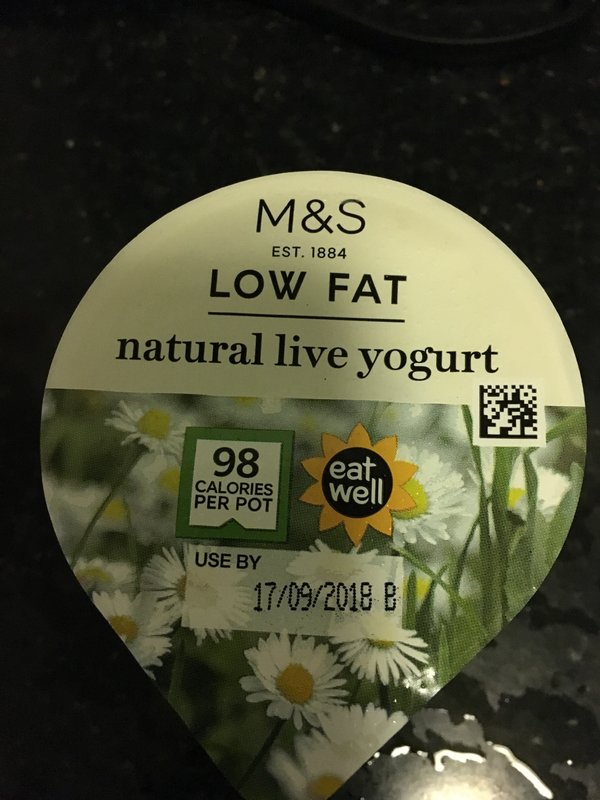 M&S
EST. 1884
LOW FAT
natural live yogurt
98
CALORIES
PER POT
eat
well
USE BY
17/09/2018 B